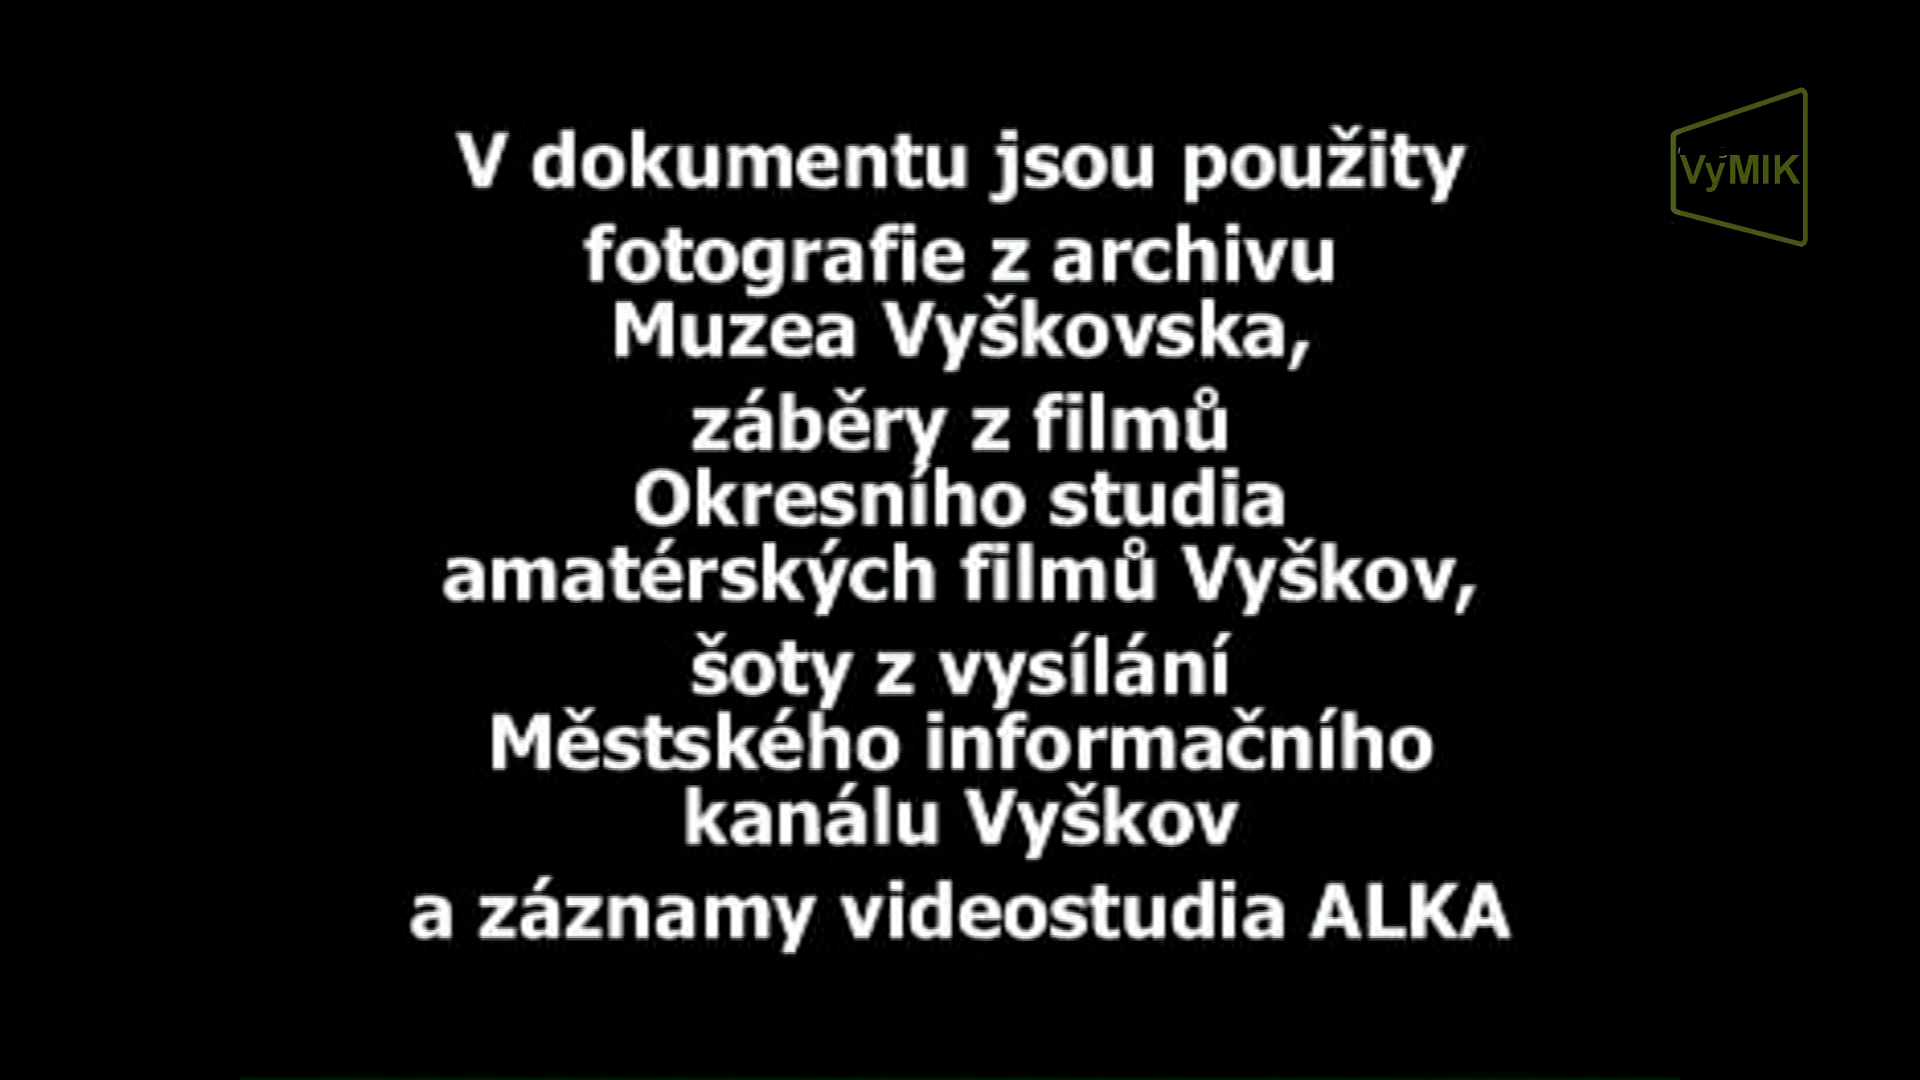 V dokumentu jsou použity
fotografie z archivu
Muzea Vyškovska,
záběry z filmů
Okresního studia
amatérských filmů Vyškov,
šoty z vysílání
Městského informačního
kanálu Vyškov
a záznamy videostudia ALKA
VyMIK